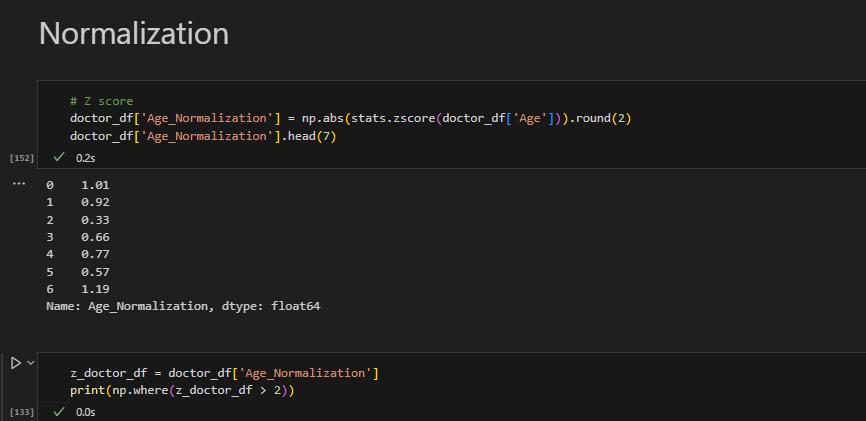 Normalization
# Z score
doctor_df['Age_Normalization'] = np.abs(stats.zscore(doctor_df['Age'])).round(2)
doctor_df['Age_Normalization'].head(7)
[152] 0.2s
... 0 1.01
1 0.92
2 0.33
3 0.66
4 0.77
5 0.57
6 1.19
Name: Age_Normalization, dtype: float64
z_doctor_df = doctor_df['Age_Normalization']
print(np.where(z_doctor_df > 2))
[133] 0.0s